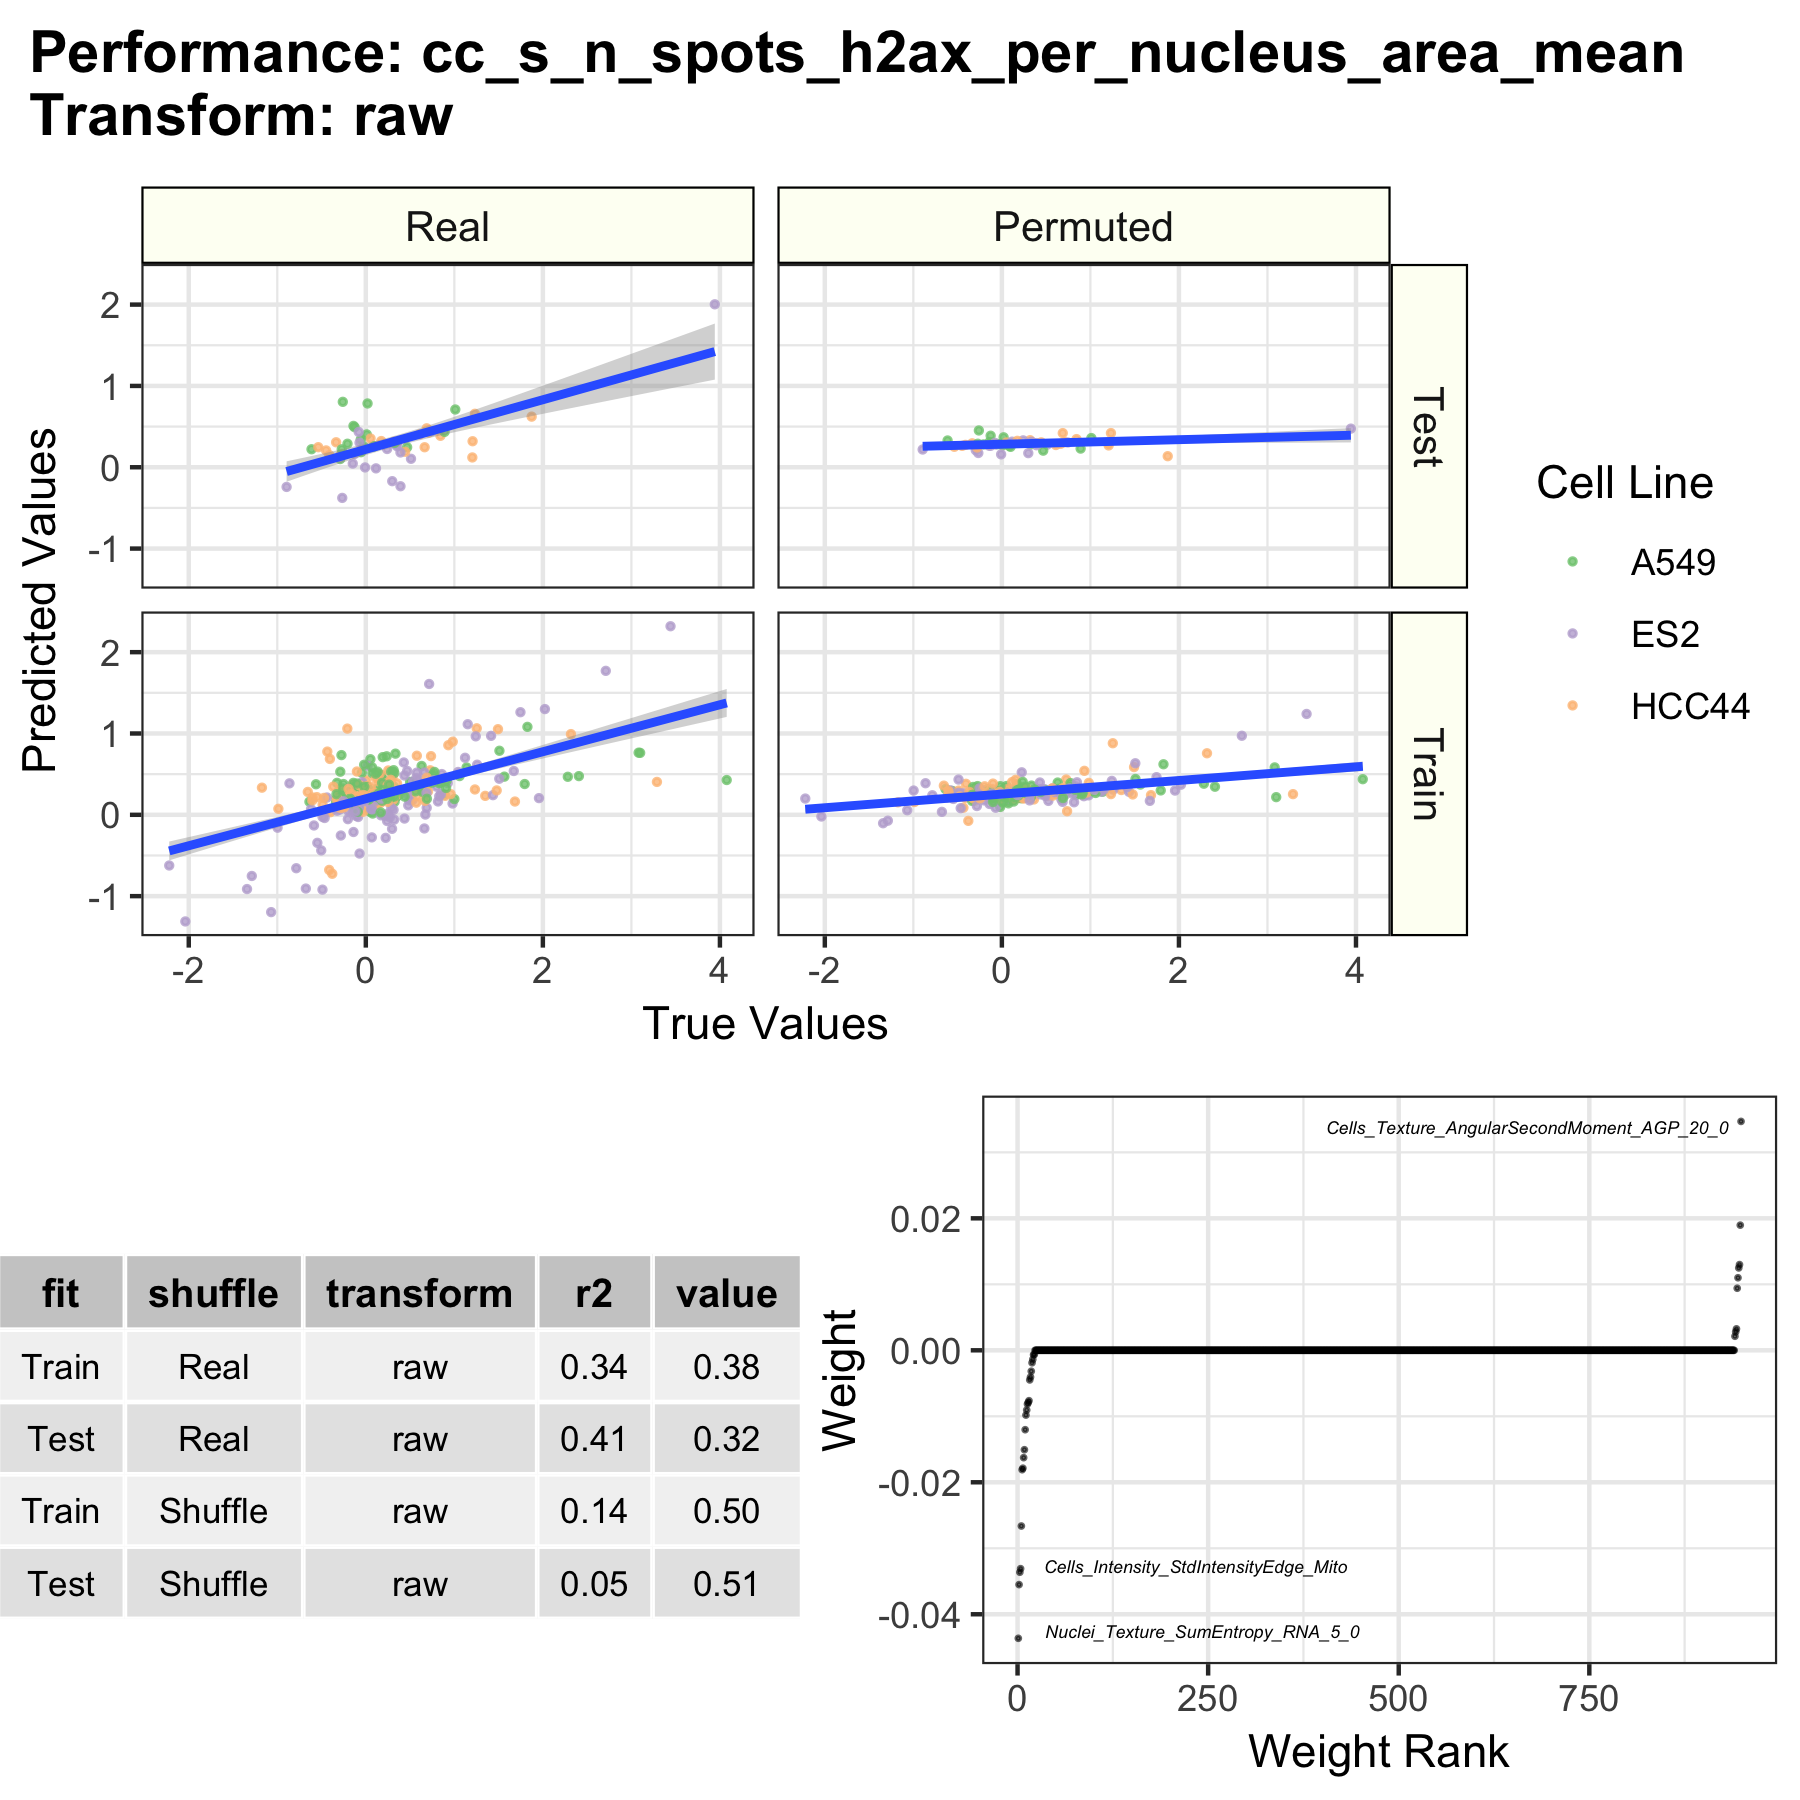 Performance: cc_s_n_spots_h2ax_per_nucleus_area_mean
Transform: raw
Real
Permuted
2
1
0
-1
Test
2
1
0
-1
Train
-2
0
2
4
-2
0
2
4
Predicted Values
True Values
Cell Line
A549
ES2
HCC44
fit shuffle transform r2 value
Train Real raw 0.34 0.38
Test Real raw 0.41 0.32
Train Shuffle raw 0.14 0.50
Test Shuffle raw 0.05 0.51
Weight
0.02
0.00
-0.02
-0.04
Cells_Texture_AngularSecondMoment_AGP_20_0
Cells_Intensity_StdIntensityEdge_Mito
Nuclei_Texture_SumEntropy_RNA_5_0
0
250
500
750
Weight Rank